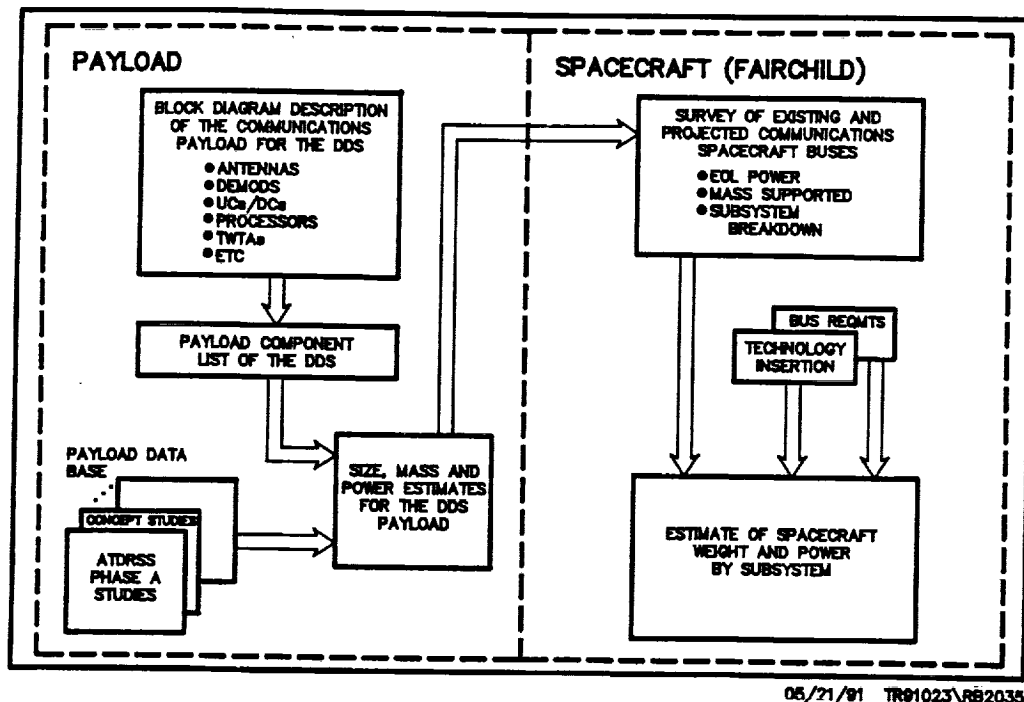 PAYLOAD
BLOCK DIAGRAM DESCRIPTION
OF THE COMMUNICATIONS
PAYLOAD FOR THE DDS
● ANTENNAS
● DEMODS
● UCs/DCs
● PROCESSORS
● TWTAs
● ETC
PAYLOAD COMPONENT
LIST OF THE DDS
PAYLOAD DATA
BASE
CONCEPT STUDIES
ATDRSS
PHASE A
STUDIES
SIZE, MASS AND
POWER ESTIMATES
FOR THE DDS
PAYLOAD
SPACECRAFT (FAIRCHILD)
SURVEY OF EXISTING AND
PROJECTED COMMUNICATIONS
SPACECRAFT BUSES
● EOL POWER
● MASS SUPPORTED
● SUBSYSTEM
BREAKDOWN
BUS REQMTS
TECHNOLOGY
INSERTION
ESTIMATE OF SPACECRAFT
WEIGHT AND POWER
BY SUBSYSTEM
05/21/91 TR91023\RB2035